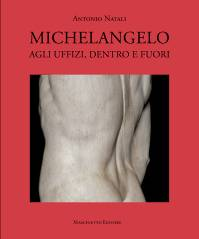 ANTONIO NATALI
MICHELANGELO
AGLI UFFIZI, DENTRO E FUORI
MASCHIETTO EDITORE